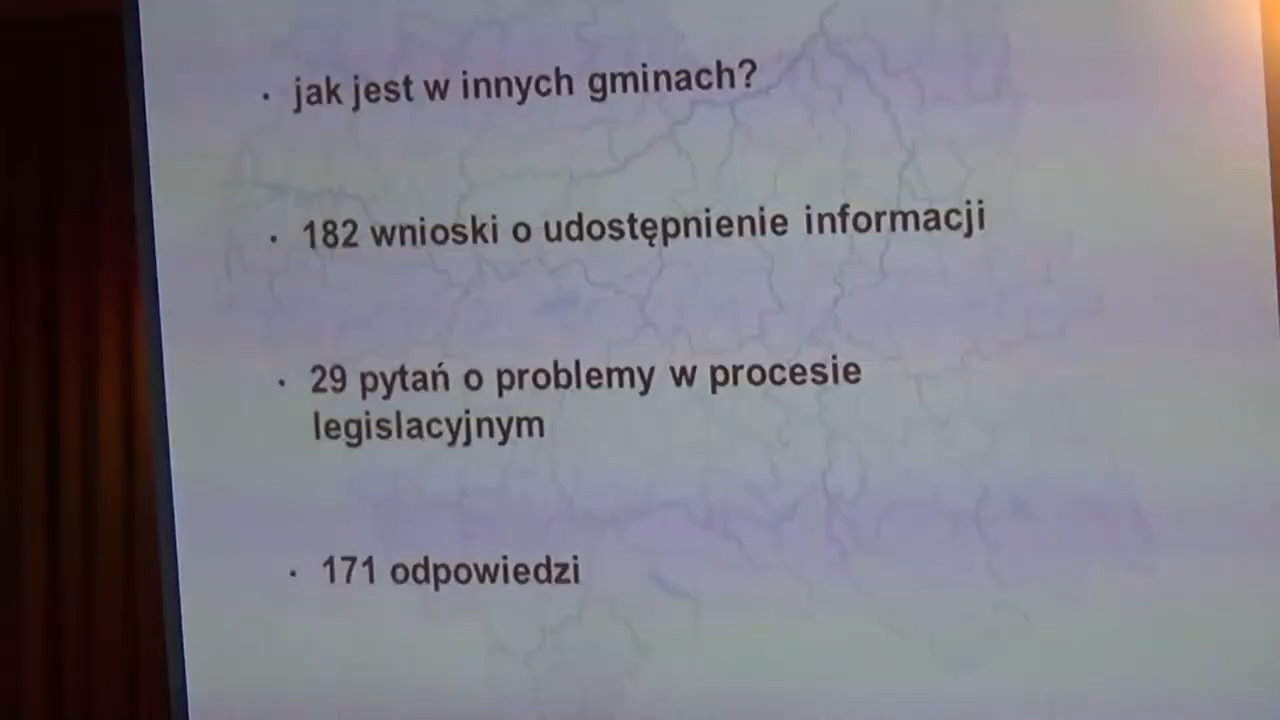 · jak jest w innych gminach?
· 182 wnioski o udostępnienie informacji
· 29 pytań o problemy w procesie
legislacyjnym
· 171 odpowiedzi